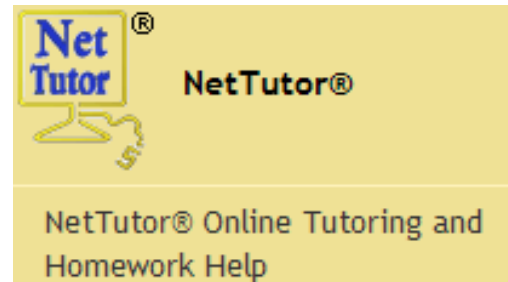 Net ®
Tutor
NetTutor®
NetTutor® Online Tutoring and
Homework Help